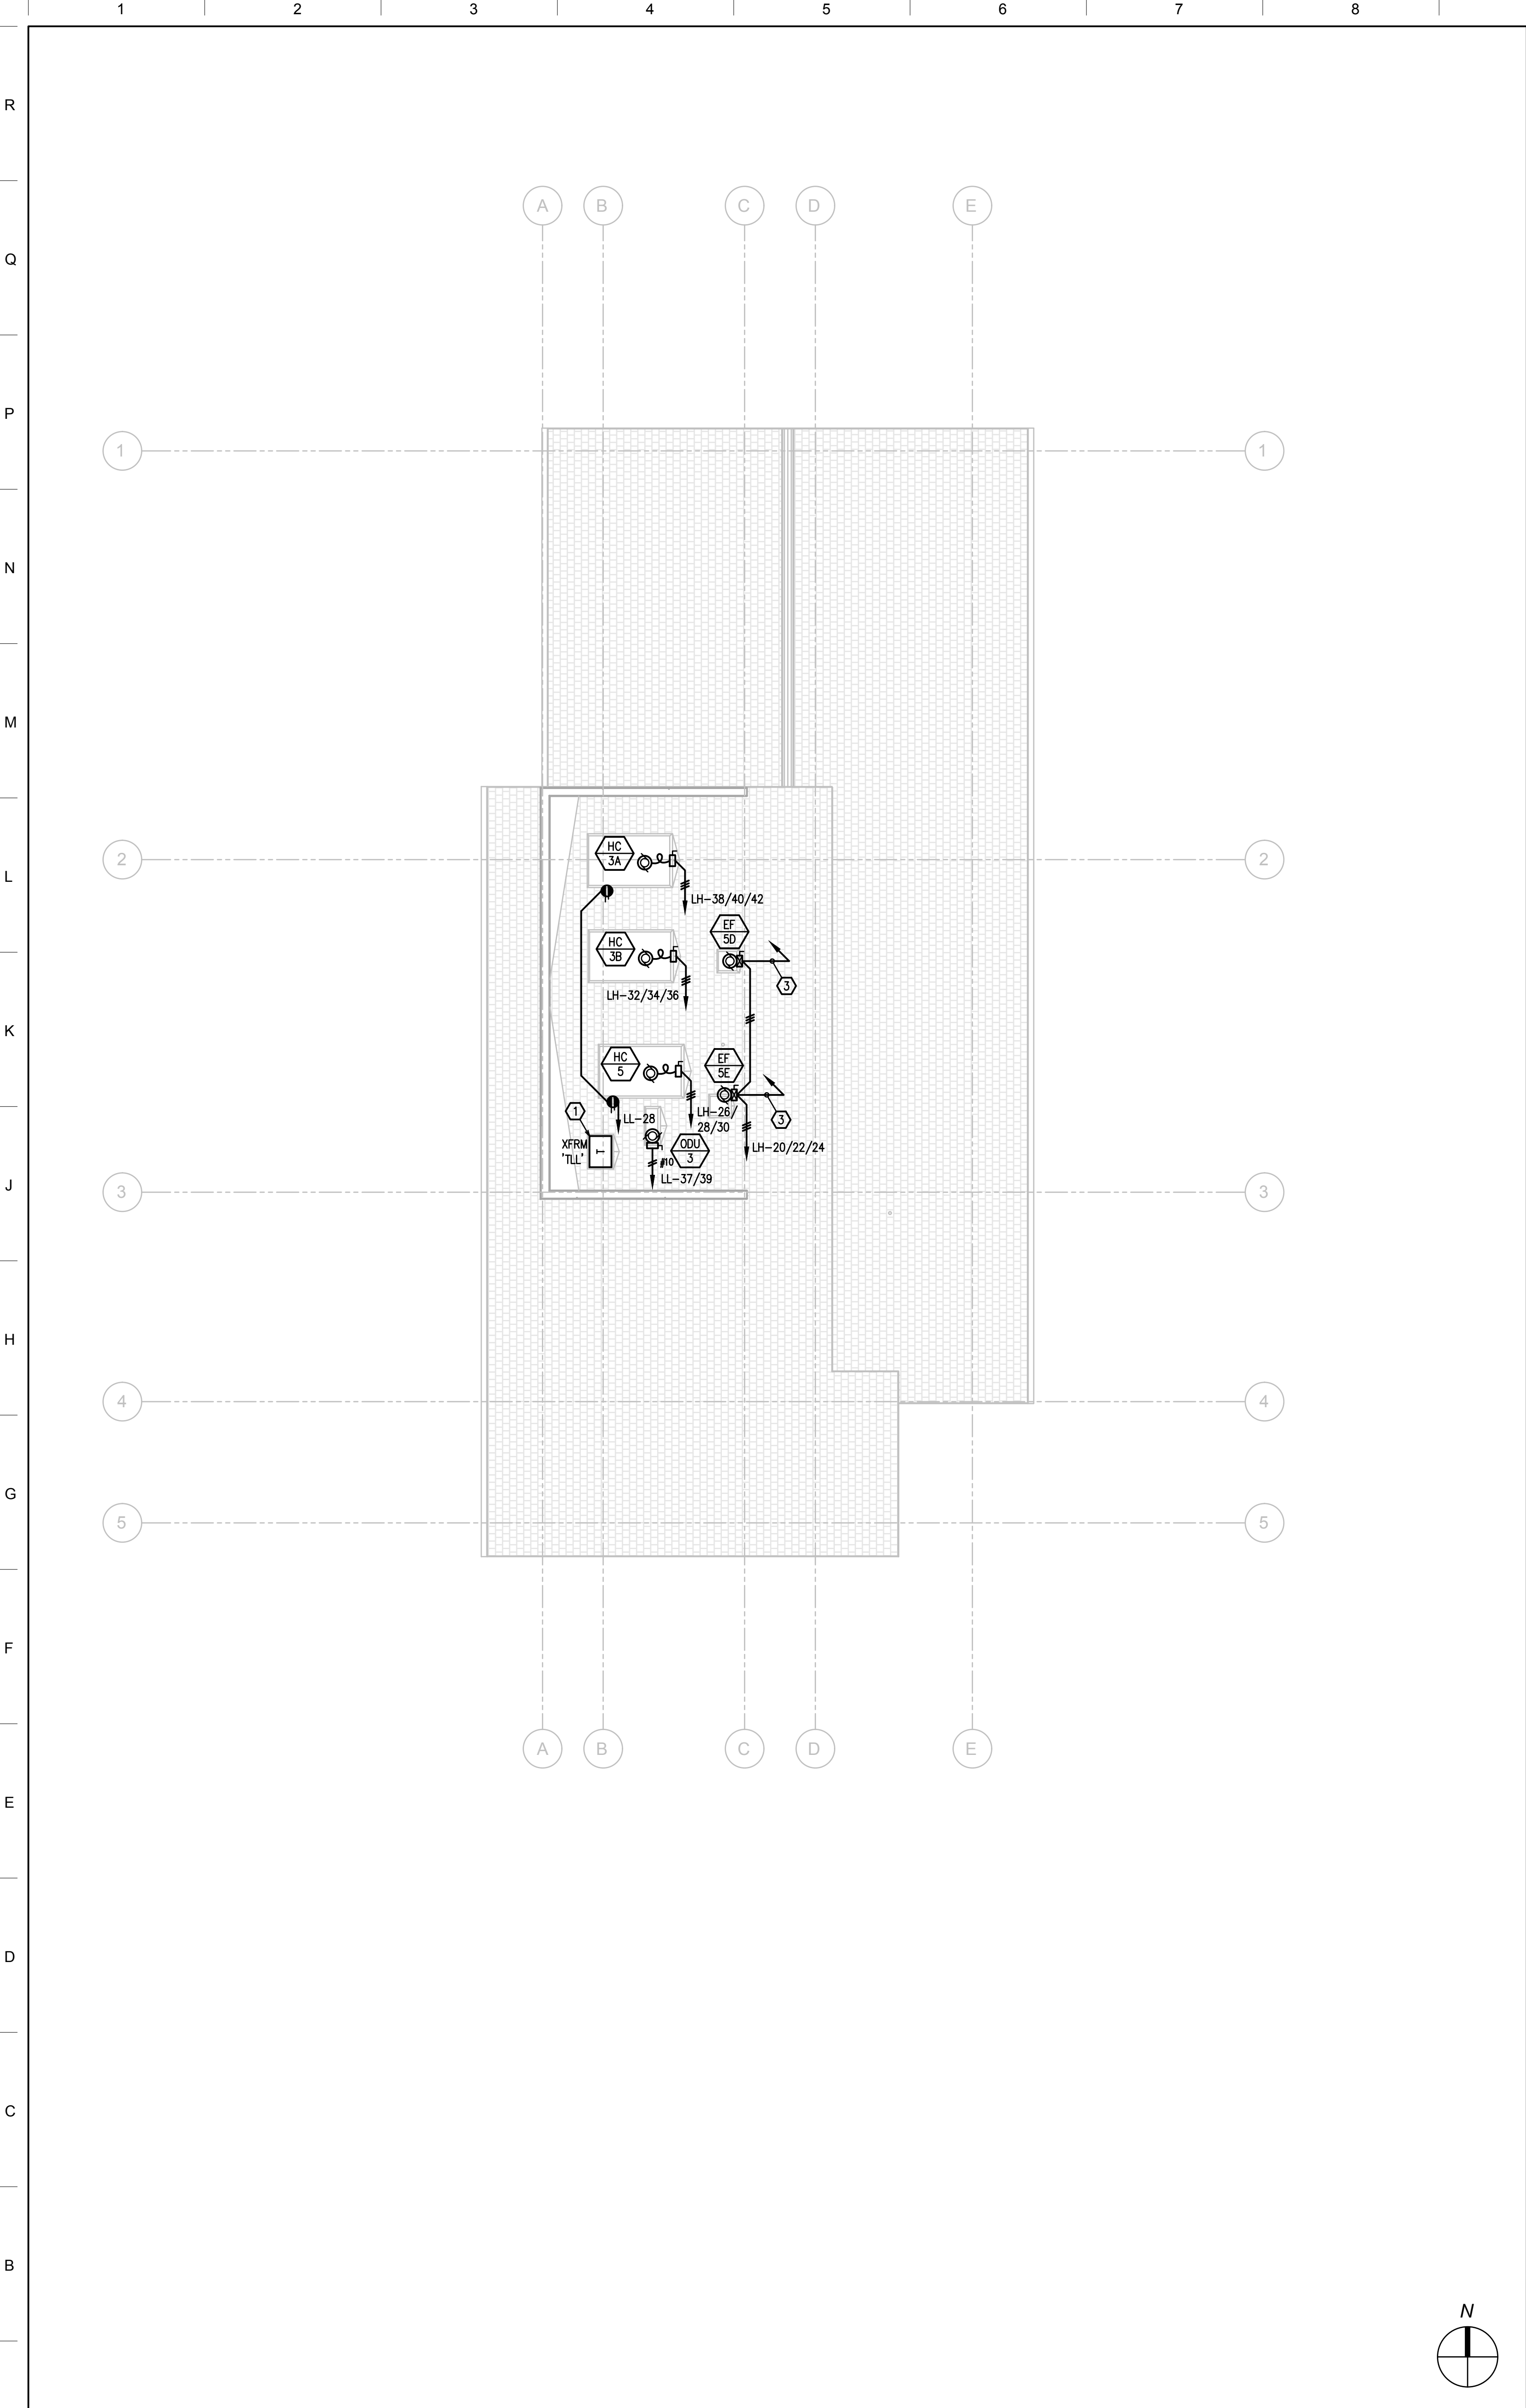 1 2 3 4 5 6 7 8
R
A B C D E
Q
P
1 1
N
M
HC
3A
2 2
L
LH-38/40/42
EF
5D
HC
3B
3
LH-32/34/36
K
HC
5
EF
5E
1
LL-28
LH-26/
28/30
3
XFRM
'TLL'
T
ODU
3
LH-20/22/24
#10
LL-37/39
J
3 3
H
4 4
G
5 5
F
A B C D E
E
D
C
B
N